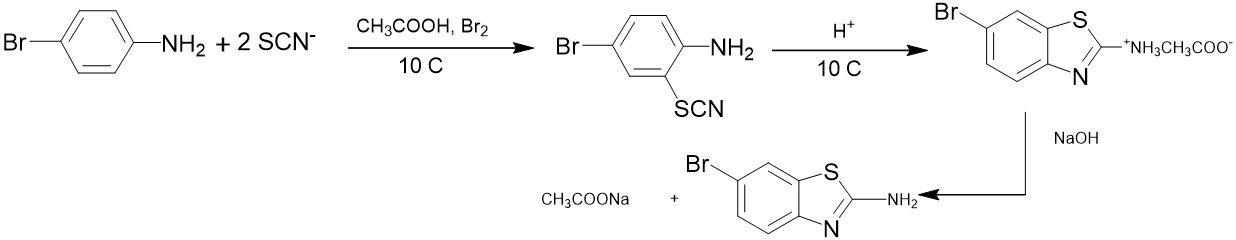 Br NH₂ + 2 SCN⁻ CH₃COOH, Br₂ 10 C Br NH₂ SCN H⁺ 10 C Br S N ⁺NH₃CH₃COO⁻
NaOH
CH₃COONa + Br S N NH₂